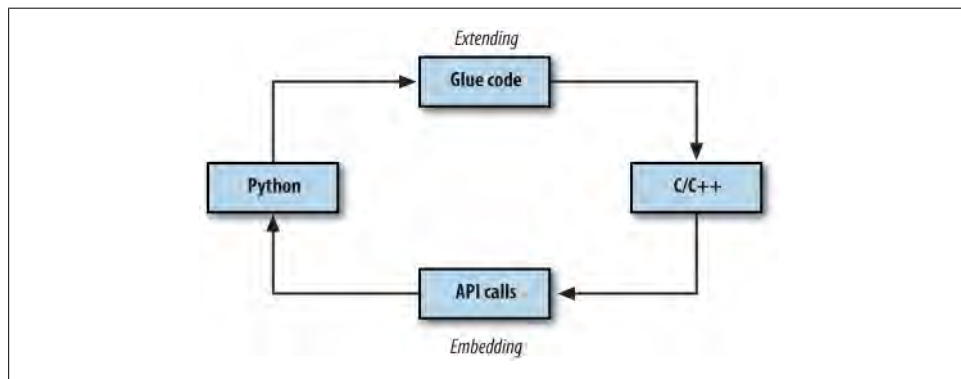 Extending
Glue code
Python
C/C++
API calls
Embedding